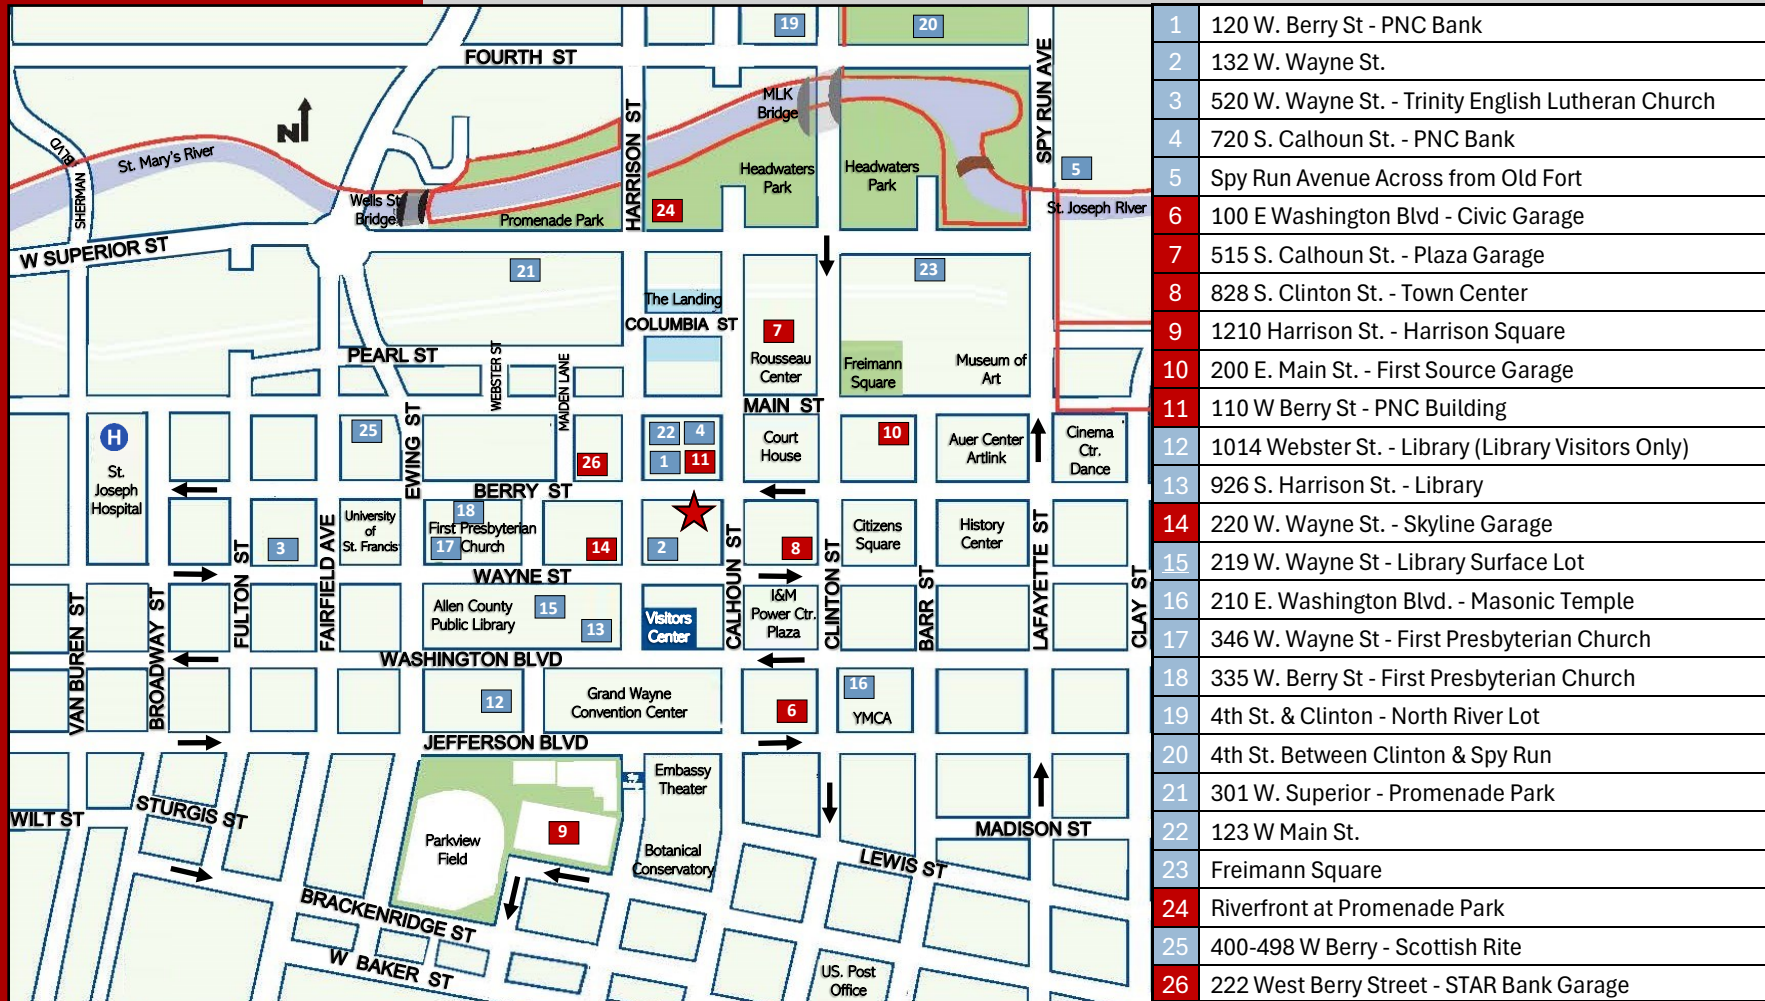 19
20
FOURTH ST
MLK
Bridge
N
SPY RUN AVE
BLVD
St. Mary's River
SHERMAN
HARRISON ST
Headwaters
Park
Headwaters
Park
5
Wells St
Bridge
Promenade Park
24
St. Joseph River
W SUPERIOR ST
21
23
The Landing
COLUMBIA ST
7
PEARL ST
WEBSTER ST
MAIDEN LANE
Rousseau
Center
Freimann
Square
Museum of
Art
MAIN ST
H
St.
Joseph
Hospital
25
EWING ST
26
22
4
1
11
Court
House
10
Auer Center
Artlink
Cinema
Ctr.
Dance
BERRY ST
18
First Presbyterian
Church
17
University
of
St. Francis
3
14
2
8
Citizens
Square
History
Center
WAYNE ST
FULTON ST
FAIRFIELD AVE
CALHOUN ST
CLINTON ST
BARR ST
LAFAYETTE ST
CLAY ST
VAN BUREN ST
BROADWAY ST
Allen County
Public Library
15
13
Visitors
Center
I&M
Power Ctr.
Plaza
WASHINGTON BLVD
12
Grand Wayne
Convention Center
6
16
YMCA
JEFFERSON BLVD
Embassy
Theater
WILT ST
STURGIS ST
Parkview
Field
9
Botanical
Conservatory
MADISON ST
LEWIS ST
BRACKENRIDGE ST
W BAKER ST
US. Post
Office
1 120 W. Berry St - PNC Bank
2 132 W. Wayne St.
3 520 W. Wayne St. - Trinity English Lutheran Church
4 720 S. Calhoun St. - PNC Bank
5 Spy Run Avenue Across from Old Fort
6 100 E Washington Blvd - Civic Garage
7 515 S. Calhoun St. - Plaza Garage
8 828 S. Clinton St. - Town Center
9 1210 Harrison St. - Harrison Square
10 200 E. Main St. - First Source Garage
11 110 W Berry St - PNC Building
12 1014 Webster St. - Library (Library Visitors Only)
13 926 S. Harrison St. - Library
14 220 W. Wayne St. - Skyline Garage
15 219 W. Wayne St - Library Surface Lot
16 210 E. Washington Blvd. - Masonic Temple
17 346 W. Wayne St - First Presbyterian Church
18 335 W. Berry St - First Presbyterian Church
19 4th St. & Clinton - North River Lot
20 4th St. Between Clinton & Spy Run
21 301 W. Superior - Promenade Park
22 123 W Main St.
23 Freimann Square
24 Riverfront at Promenade Park
25 400-498 W Berry - Scottish Rite
26 222 West Berry Street - STAR Bank Garage